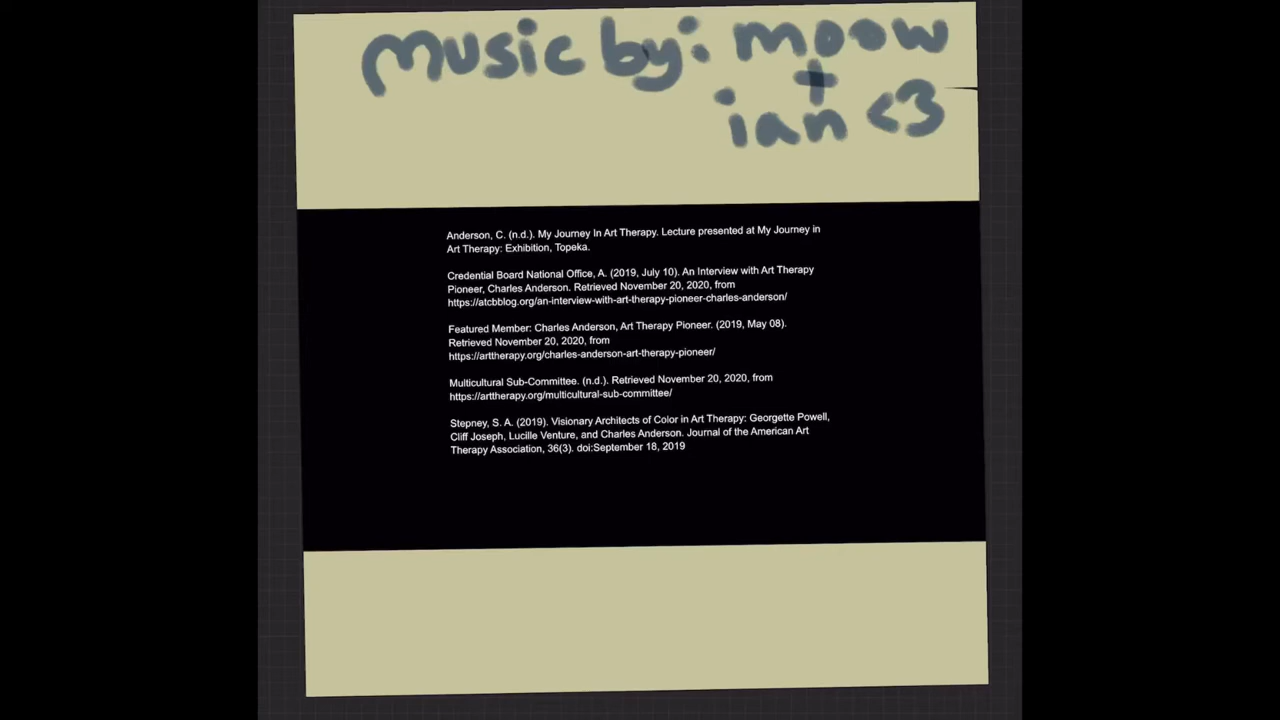 music by: moow
+
ian <3
Anderson, C. (n.d.). My Journey In Art Therapy. Lecture presented at My Journey in
Art Therapy: Exhibition, Topeka.
Credential Board National Office, A. (2019, July 10). An Interview with Art Therapy
Pioneer, Charles Anderson. Retrieved November 20, 2020, from
https://atcbblog.org/an-interview-with-art-therapy-pioneer-charles-anderson/
Featured Member: Charles Anderson, Art Therapy Pioneer. (2019, May 08).
Retrieved November 20, 2020, from
https://arttherapy.org/charles-anderson-art-therapy-pioneer/
Multicultural Sub-Committee. (n.d.). Retrieved November 20, 2020, from
https://arttherapy.org/multicultural-sub-committee/
Stepney, S. A. (2019). Visionary Architects of Color in Art Therapy: Georgette Powell,
Cliff Joseph, Lucille Venture, and Charles Anderson. Journal of the American Art
Therapy Association, 36(3). doi:September 18, 2019